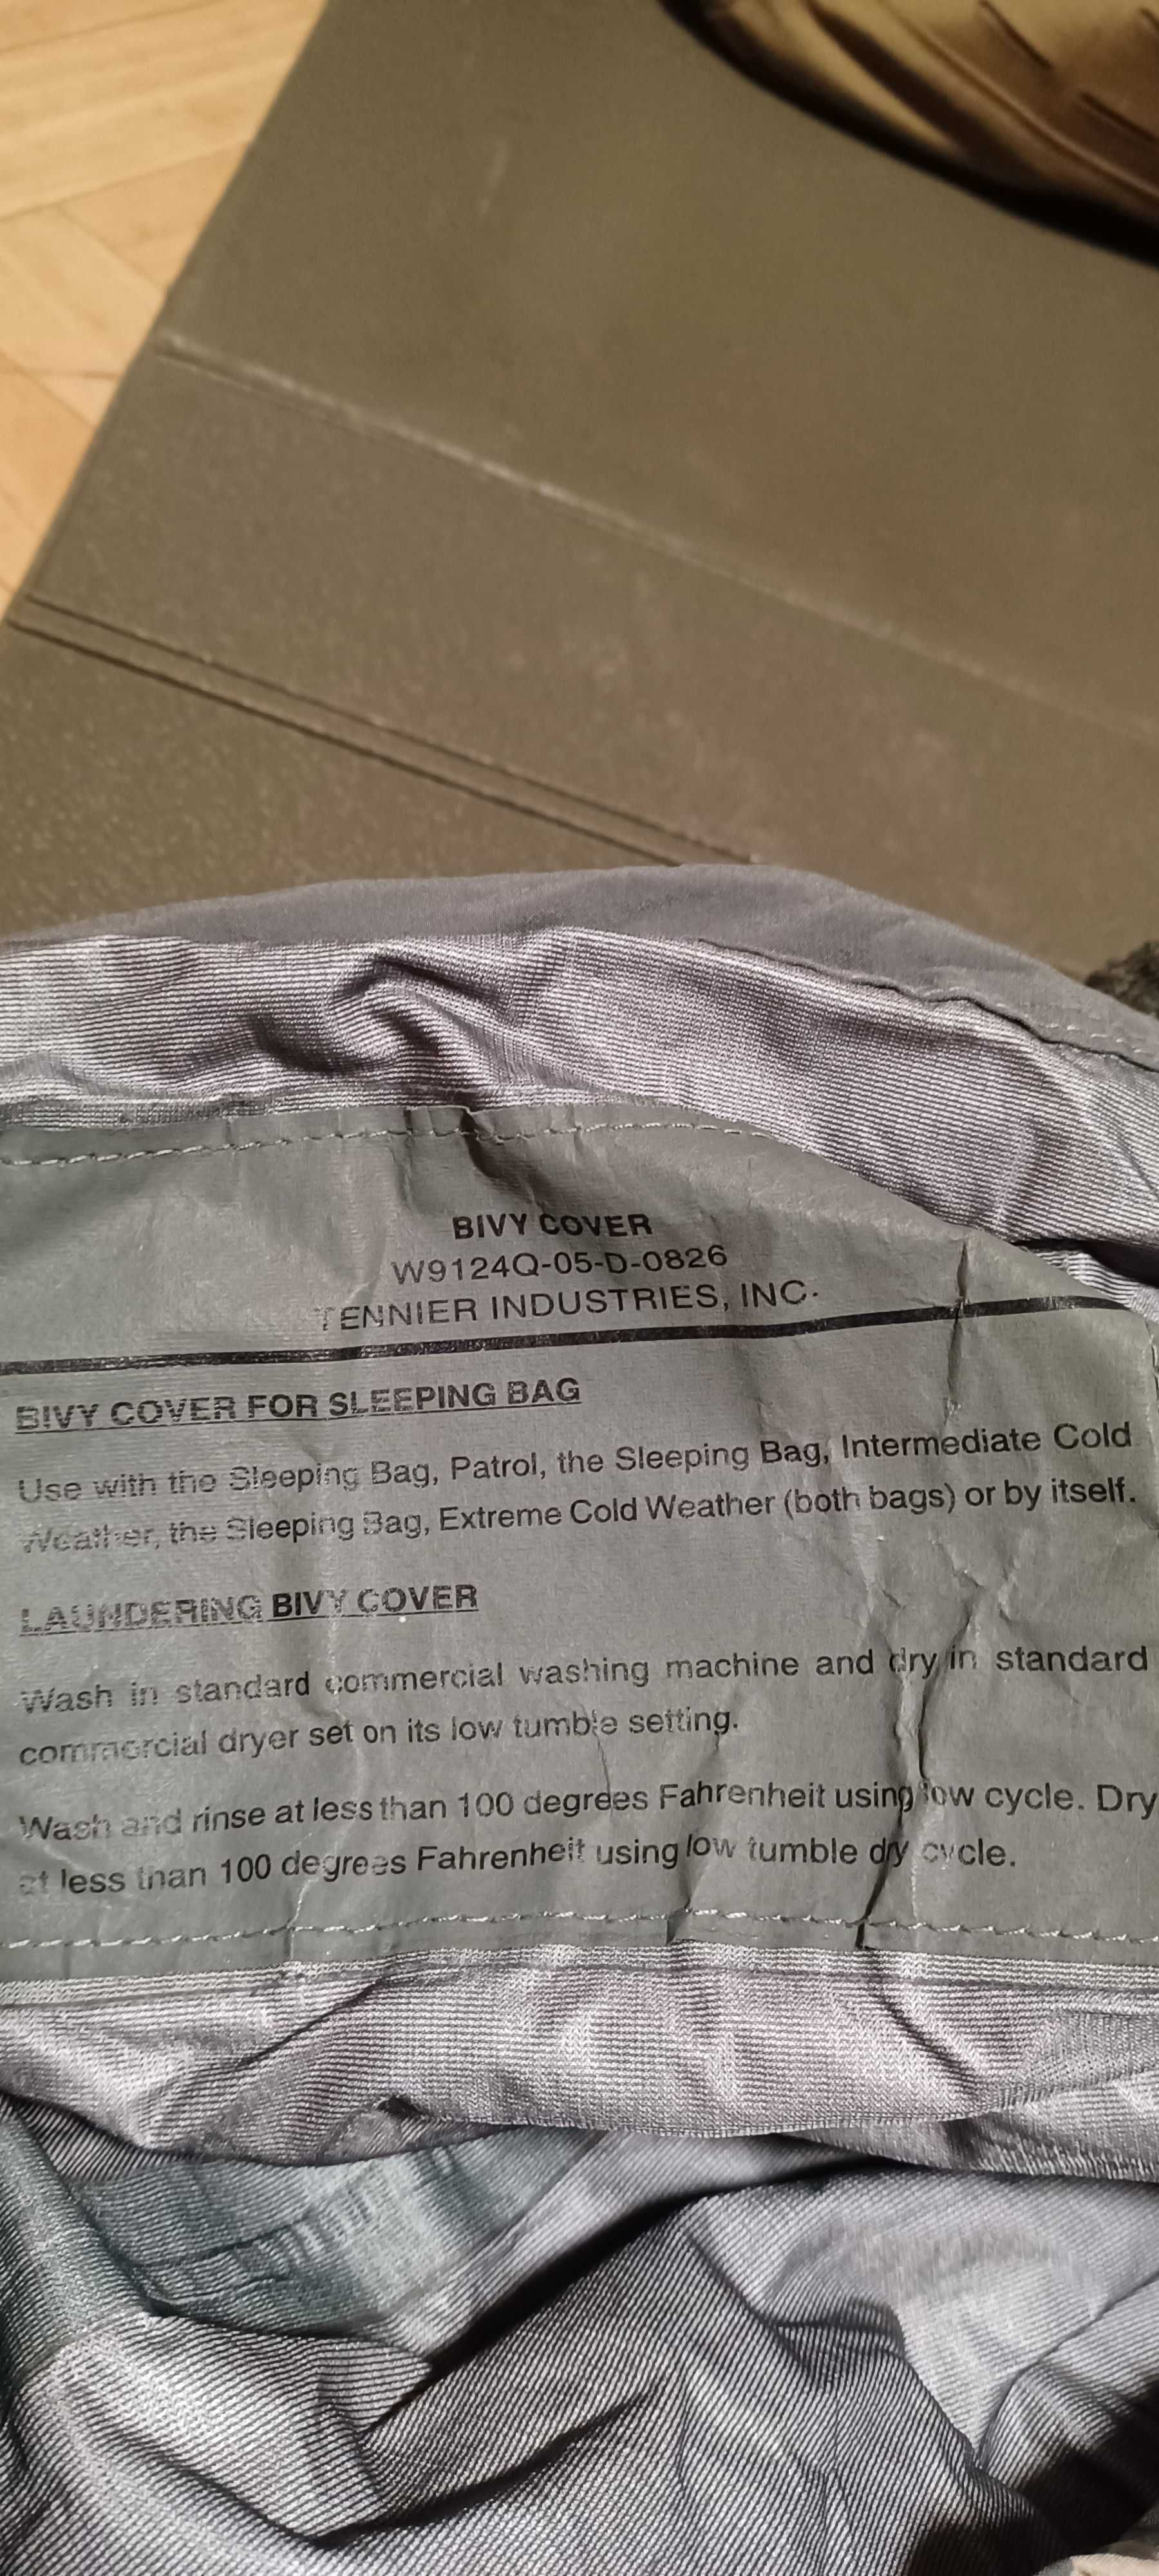 BIVY COVER
W9124Q-05-D-0826
TENNIER INDUSTRIES, INC.
BIVY COVER FOR SLEEPING BAG
Use with the Sleeping Bag, Patrol, the Sleeping Bag, Intermediate Cold
Weather, the Sleeping Bag, Extreme Cold Weather (both bags) or by itself.
LAUNDERING BIVY COVER
Wash in standard commercial washing machine and dry in standard
commercial dryer set on its low tumble setting.
Wash and rinse at less than 100 degrees Fahrenheit using low cycle. Dry
at less than 100 degrees Fahrenheit using low tumble dry cycle.